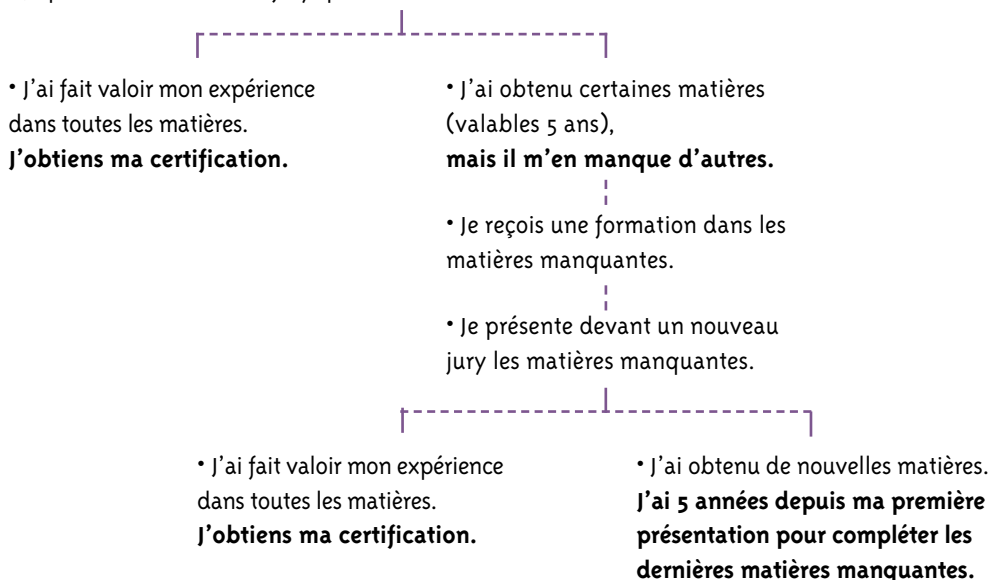 • J'ai fait valoir mon expérience
dans toutes les matières.
J'obtiens ma certification.
• J'ai obtenu certaines matières
(valables 5 ans),
mais il m'en manque d'autres.
• Je reçois une formation dans les
matières manquantes.
• Je présente devant un nouveau
jury les matières manquantes.
• J'ai fait valoir mon expérience
dans toutes les matières.
J'obtiens ma certification.
• J'ai obtenu de nouvelles matières.
J'ai 5 années depuis ma première
présentation pour compléter les
dernières matières manquantes.